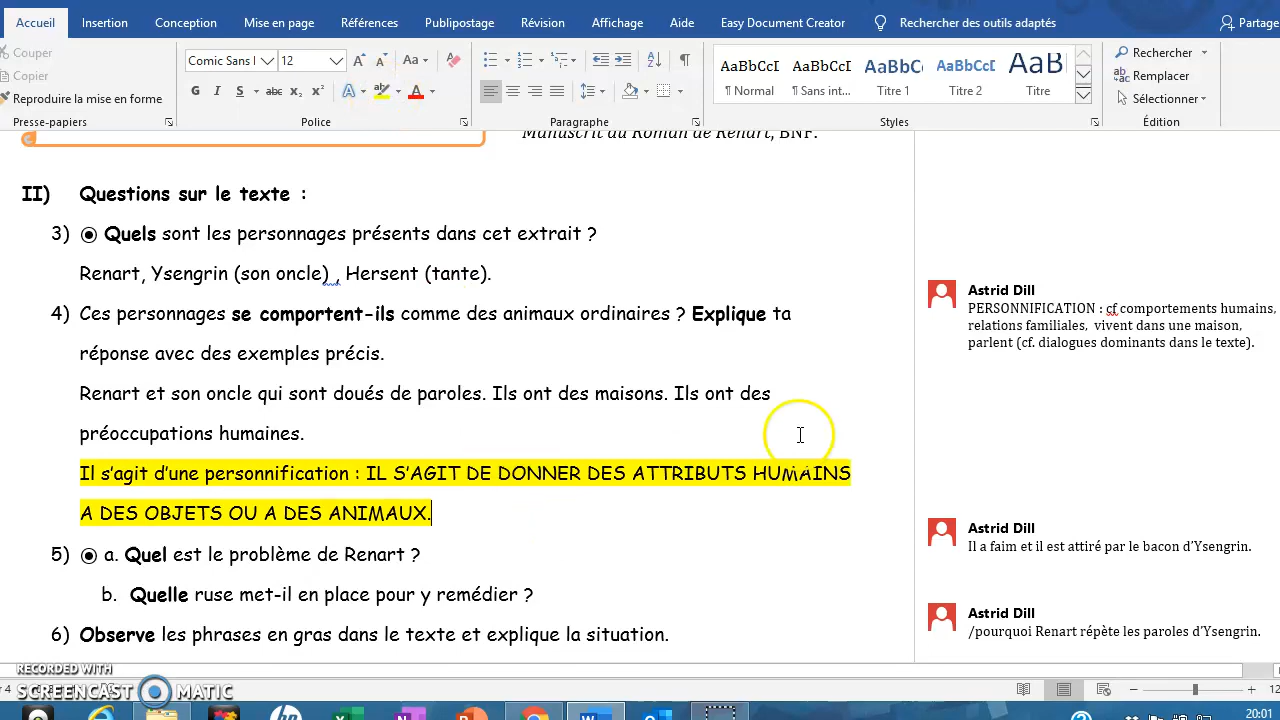 Accueil Insertion Conception Mise en page Références Publipostage Révision Affichage Aide Easy Document Creator Rechercher des outils adaptés Partage
Couper
Copier
Reproduire la mise en forme
Comic Sans 12 Aa
G I S abc x₂ x² A A
AaBbCcI AaBbCcI AaBbC AaBbCcD AaB
¶ Normal ¶ Sans int... Titre 1 Titre 2 Titre
Rechercher
Remplacer
Sélectionner
Presse-papiers Police Paragraphe Styles Édition
Manuscrit du Roman de Renart, BNF.
II) Questions sur le texte :
3) ◉ Quels sont les personnages présents dans cet extrait ?
Renart, Ysengrin (son oncle) , Hersent (tante).
4) Ces personnages se comportent-ils comme des animaux ordinaires ? Explique ta
réponse avec des exemples précis.
Renart et son oncle qui sont doués de paroles. Ils ont des maisons. Ils ont des
préoccupations humaines.
Il s’agit d’une personnification : IL S’AGIT DE DONNER DES ATTRIBUTS HUMAINS
A DES OBJETS OU A DES ANIMAUX.
5) ◉ a. Quel est le problème de Renart ?
b. Quelle ruse met-il en place pour y remédier ?
6) Observe les phrases en gras dans le texte et explique la situation.
Astrid Dill
PERSONNIFICATION : cf comportements humains,
relations familiales, vivent dans une maison,
parlent (cf. dialogues dominants dans le texte).
Astrid Dill
Il a faim et il est attiré par le bacon d’Ysengrin.
Astrid Dill
/pourquoi Renart répète les paroles d’Ysengrin.
RECORDED WITH
SCREENCAST MATIC
20:01